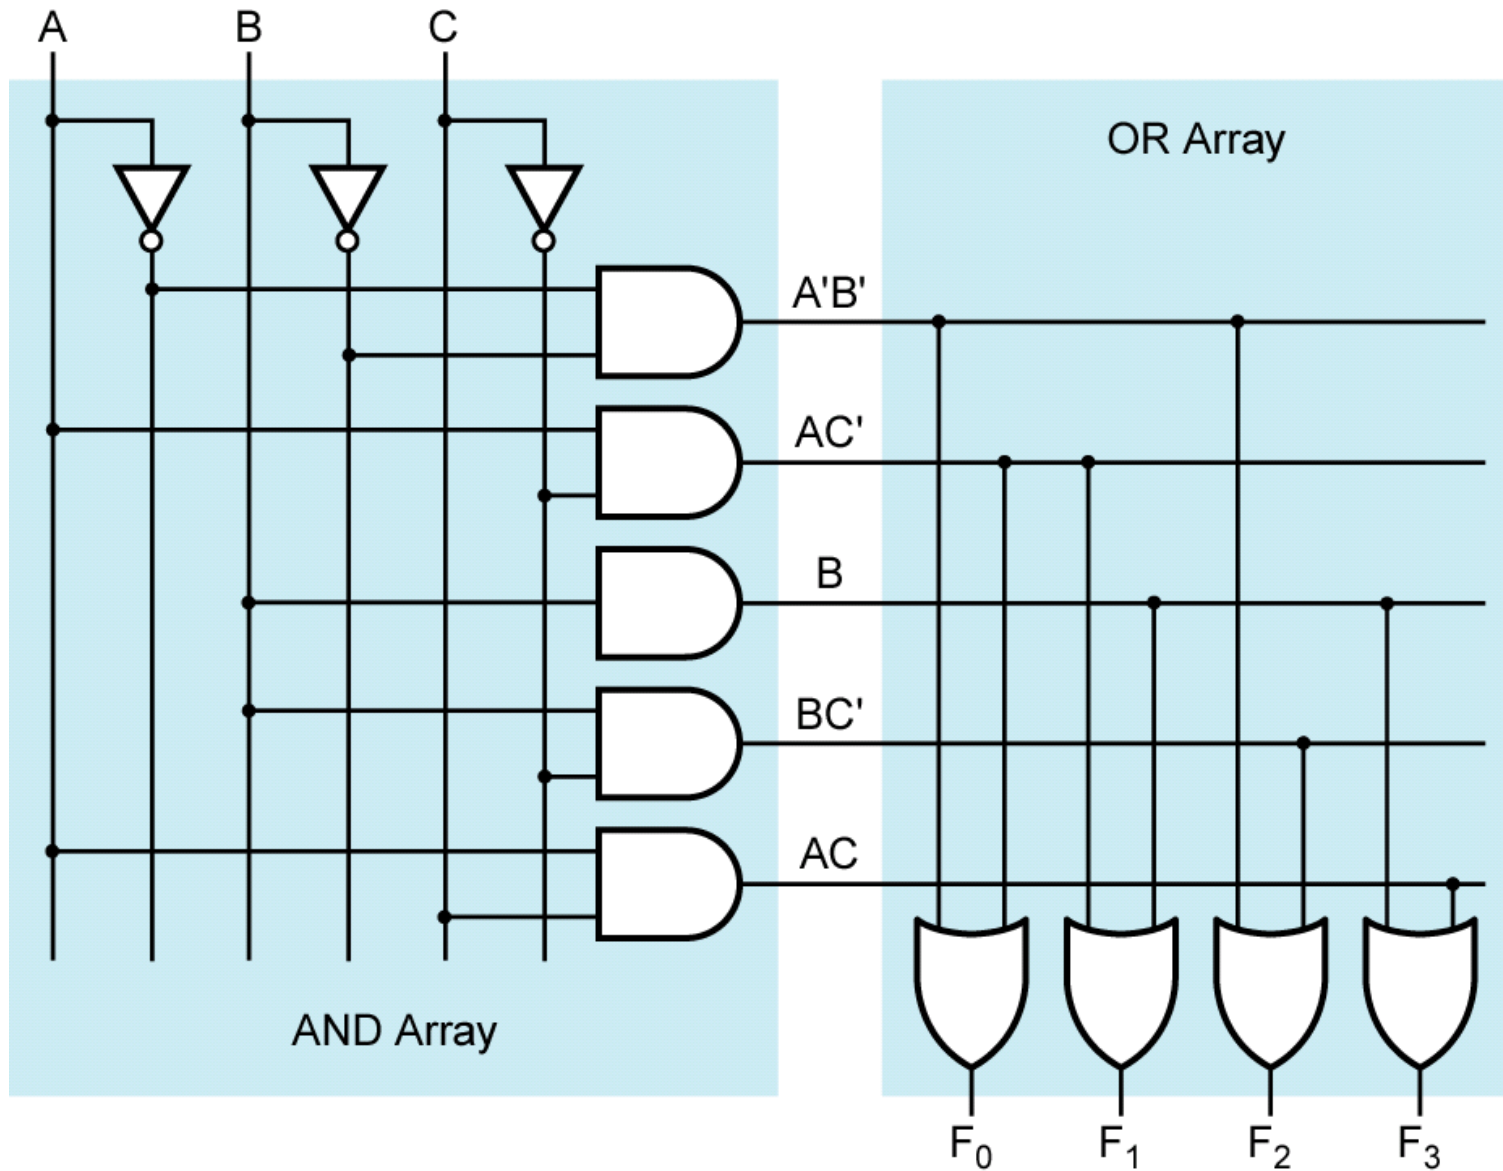 A B C
OR Array
A'B'
AC'
B
BC'
AC
AND Array
F0 F1 F2 F3